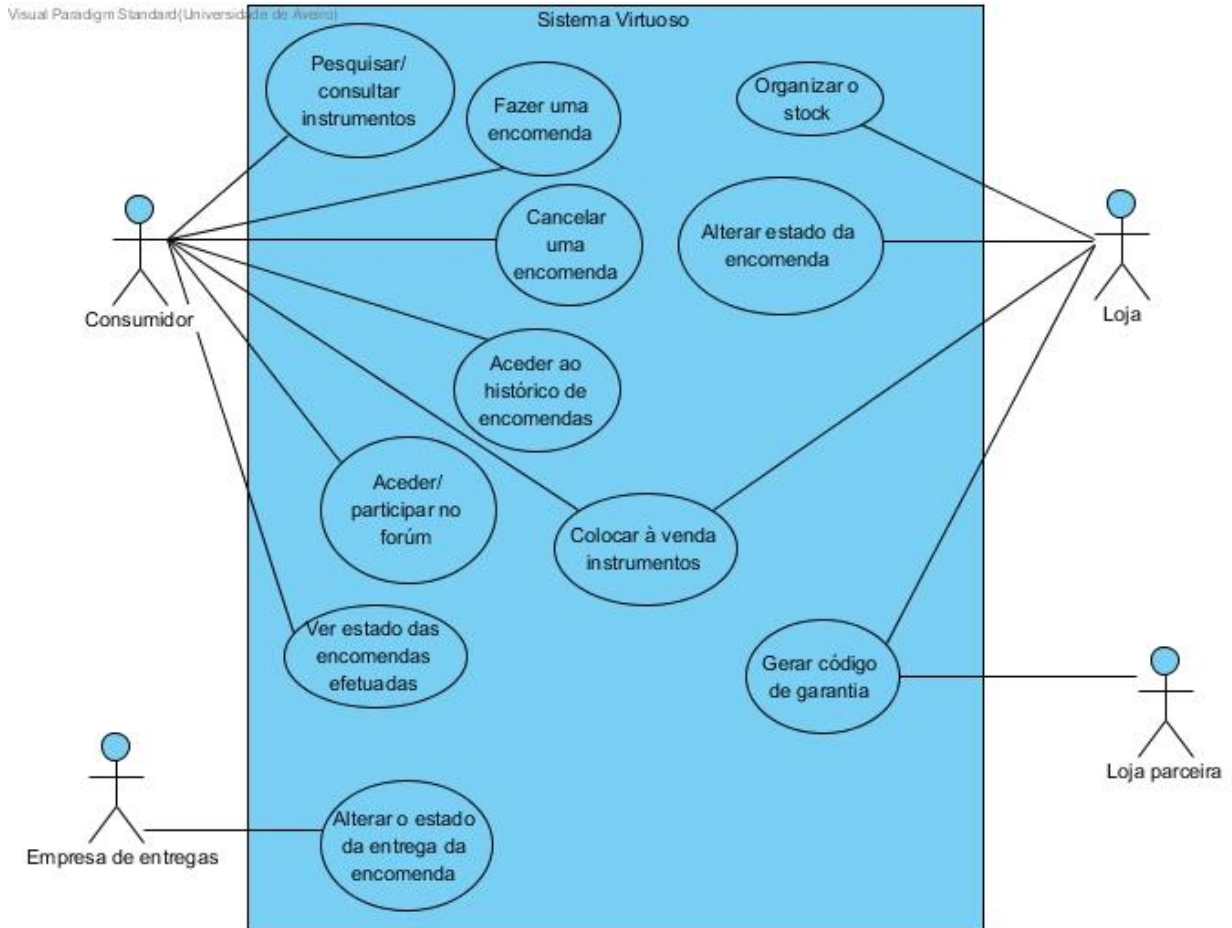 Visual Paradigm Standard(Universidade de Aveiro)
Sistema Virtuoso
Pesquisar/
consultar
instrumentos
Fazer uma
encomenda
Organizar o
stock
Cancelar
uma
encomenda
Alterar estado da
encomenda
Consumidor
Loja
Aceder ao
histórico de
encomendas
Aceder/
participar no
forúm
Colocar à venda
instrumentos
Ver estado das
encomendas
efetuadas
Gerar código
de garantia
Loja parceira
Empresa de entregas
Alterar o estado
da entrega da
encomenda